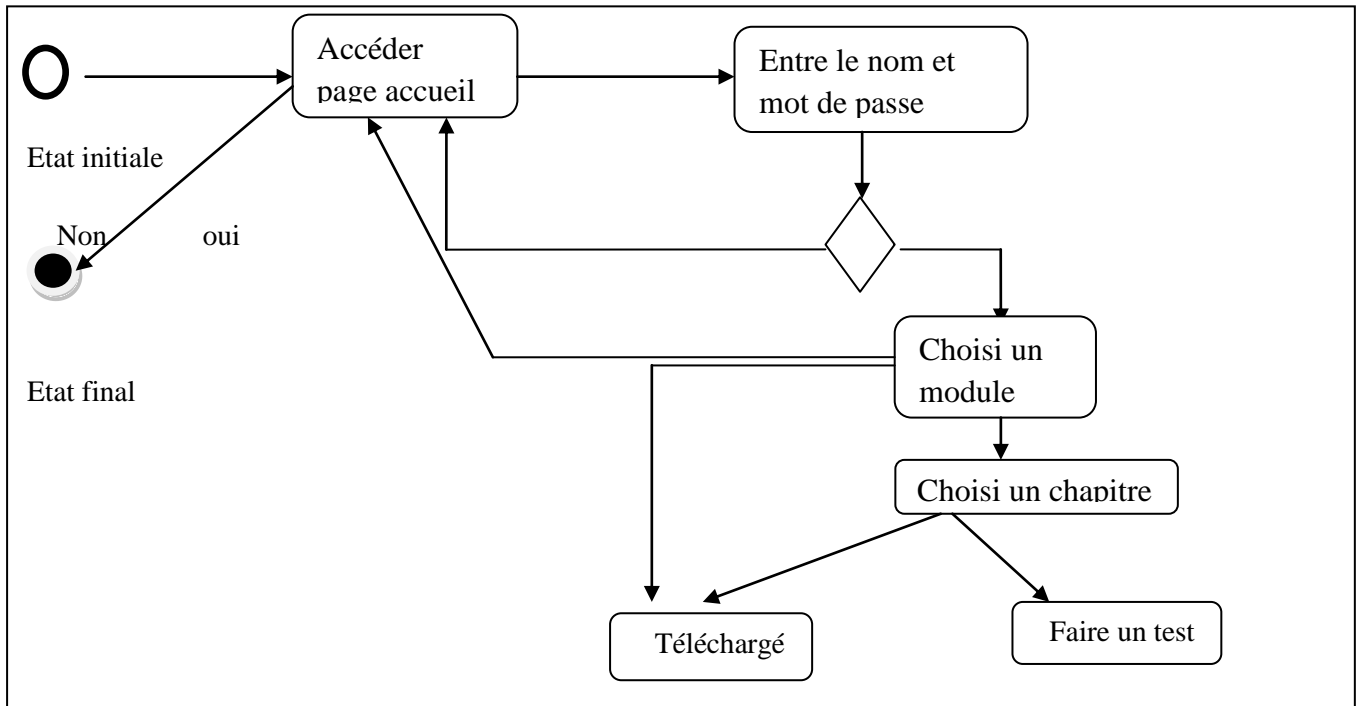 Accéder
page accueil
Entre le nom et
mot de passe
Etat initiale
Non oui
Choisi un
module
Etat final
Choisi un chapitre
Téléchargé
Faire un test